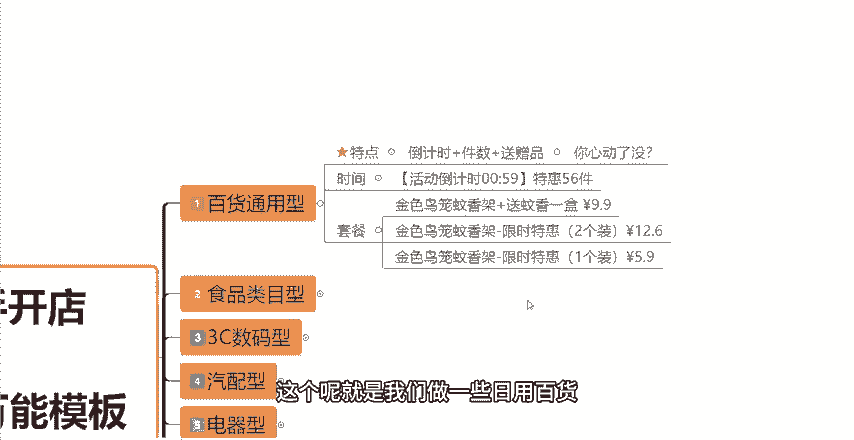 ★特点 倒计时+件数+送赠品 你心动了没?
时间 【活动倒计时00:59】特惠56件
1 百货通用型
金色鸟笼蚊香架+送蚊香一盒 ¥9.9
套餐 金色鸟笼蚊香架-限时特惠（2个装）¥12.6
金色鸟笼蚊香架-限时特惠（1个装）¥5.9
2 食品类目型
开店
3 3C数码型
4 汽配型
这个呢就是我们做一些日用百货
能模板
5 电器型